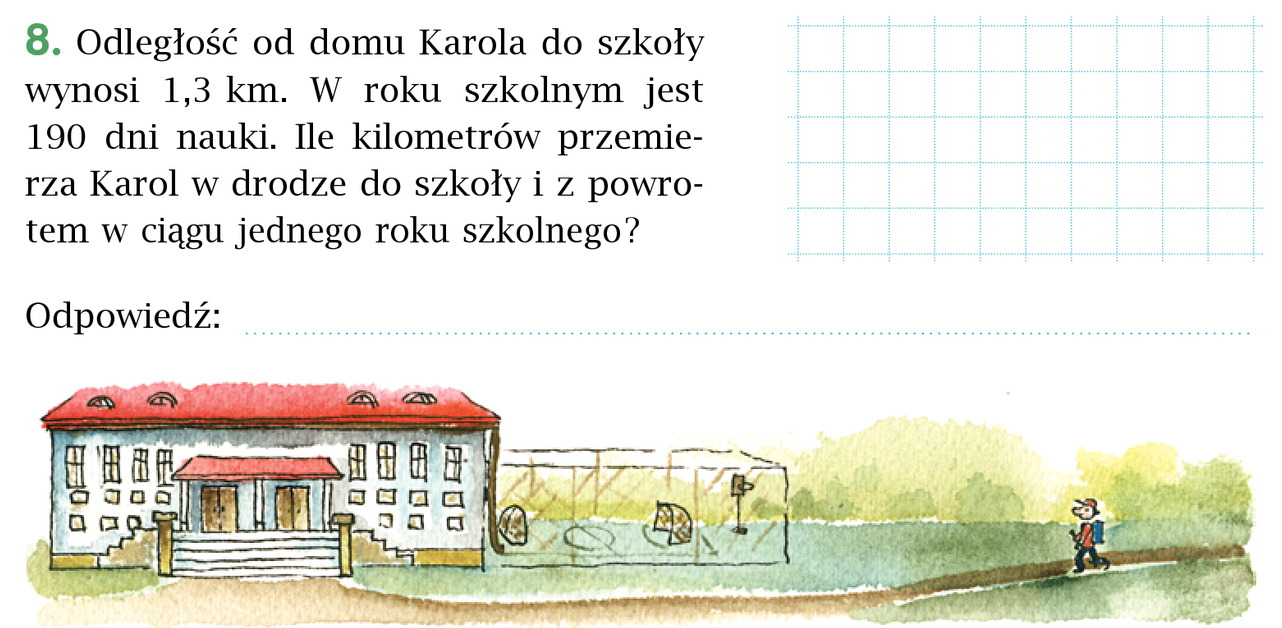 8. Odległość od domu Karola do szkoły
wynosi 1,3 km. W roku szkolnym jest
190 dni nauki. Ile kilometrów przemie-
rza Karol w drodze do szkoły i z powro-
tem w ciągu jednego roku szkolnego?
Odpowiedź: